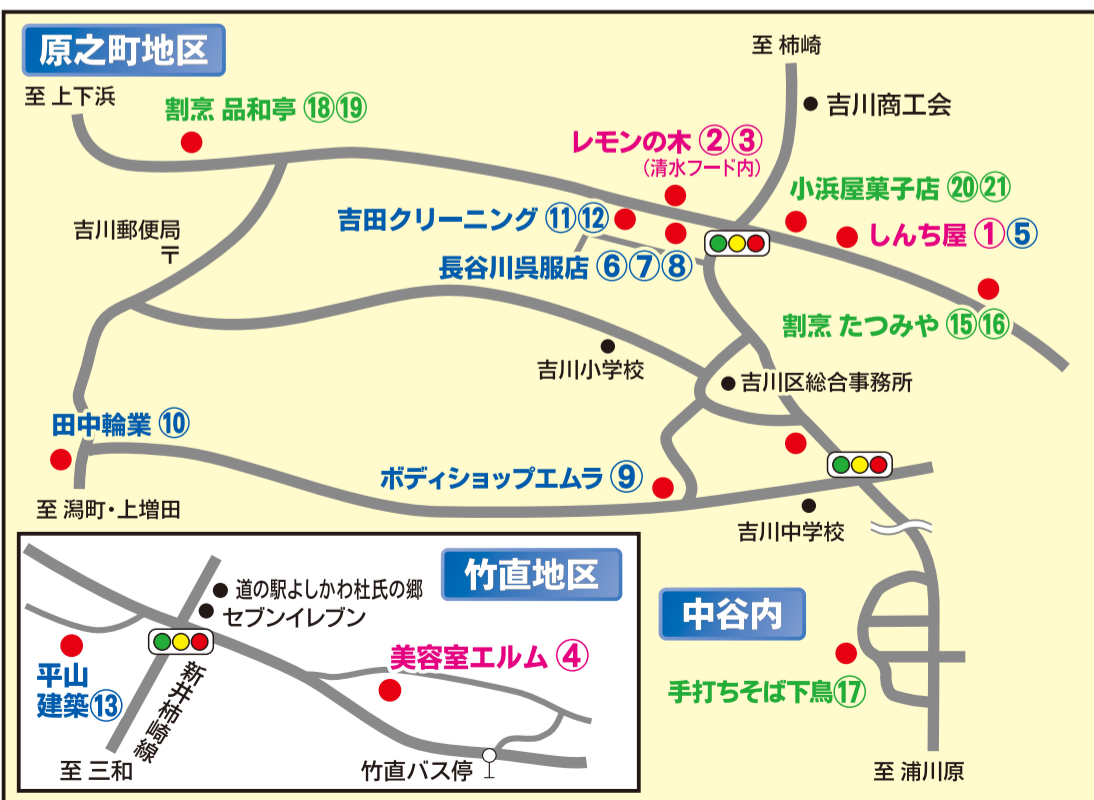 原之町地区
至 柿崎
至 上下浜
割烹 品和亭 ⑱⑲
吉川商工会
レモンの木 ②③
(清水フード内)
小浜屋菓子店 ⑳㉑
吉田クリーニング ⑪⑫
吉川郵便局
〒
しんち屋 ①⑤
長谷川呉服店 ⑥⑦⑧
割烹 たつみや ⑮⑯
吉川小学校
吉川区総合事務所
田中輪業 ⑩
ボディショップエムラ ⑨
至 潟町・上増田
吉川中学校
竹直地区
道の駅よしかわ杜氏の郷
セブンイレブン
中谷内
美容室エルム ④
平山
建築⑬
新井柿崎線
手打ちそば下鳥⑰
至 三和
竹直バス停
至 浦川原